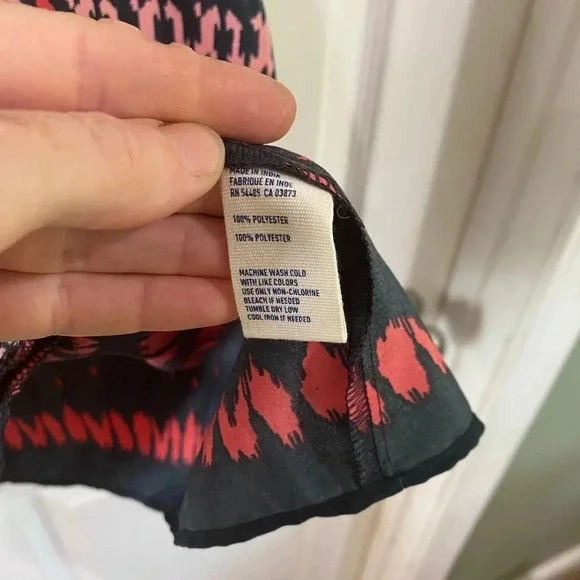 MADE IN INDIA
FABRIQUE EN INDE
RN 54485 CA 03873
100% POLYESTER
100% POLYESTER
MACHINE WASH COLD
WITH LIKE COLORS
USE ONLY NON-CHLORINE
BLEACH IF NEEDED
TUMBLE DRY LOW
COOL IRON IF NEEDED